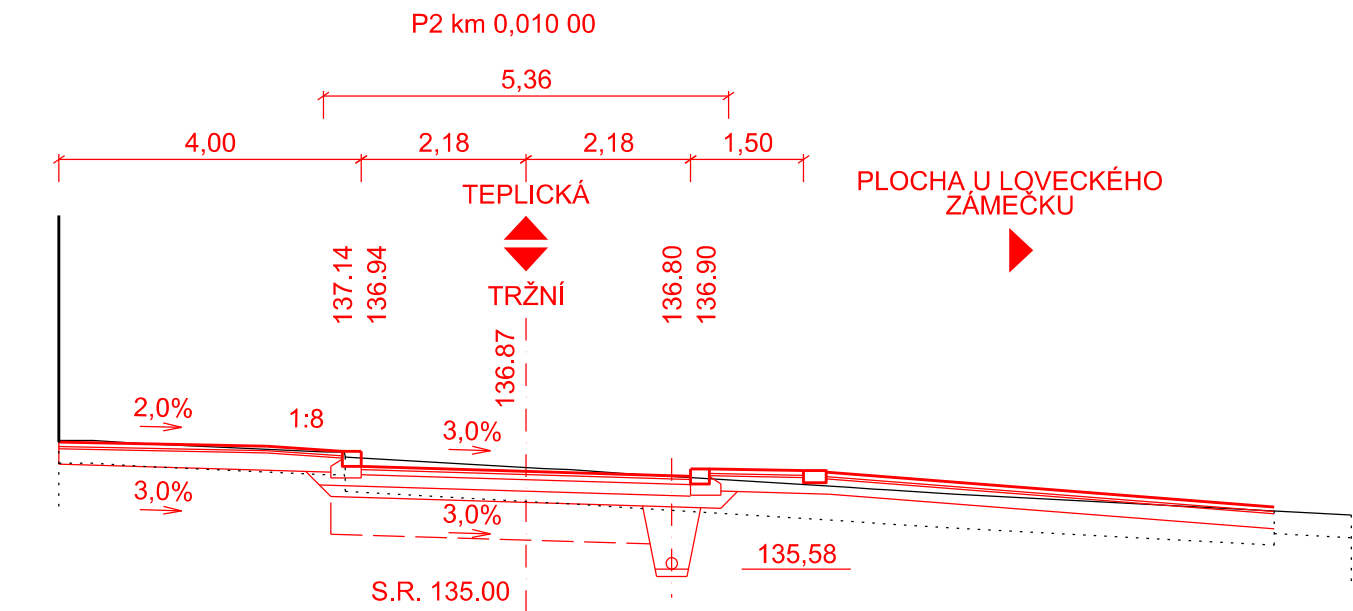 P2 km 0,010 00
5,36
4,00
2,18
2,18
1,50
TEPLICKÁ
TRŽNÍ
PLOCHA U LOVECKÉHO
ZÁMEČKU
137.14
136.94
136.87
136.80
136.90
2,0%
1:8
3,0%
3,0%
3,0%
135,58
S.R. 135.00